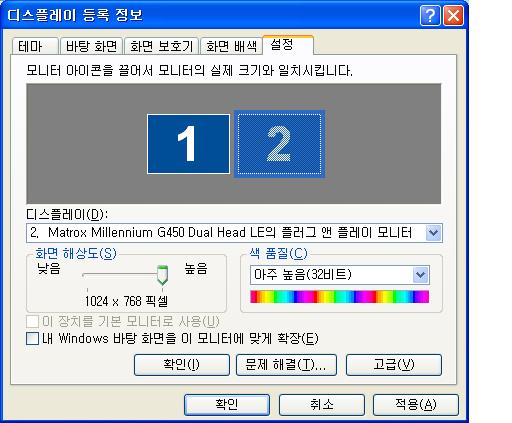 디스플레이 등록 정보
테마 바탕 화면 화면 보호기 화면 배색 설정
모니터 아이콘을 끌어서 모니터의 실제 크기와 일치시킵니다.
1 2
디스플레이(D):
2. Matrox Millennium G450 Dual Head LE의 플러그 앤 플레이 모니터
화면 해상도(S) 색 품질(C)
낮음 높음 아주 높음(32비트)
1024 x 768 픽셀
이 장치를 기본 모니터로 사용(U)
내 Windows 바탕 화면을 이 모니터에 맞게 확장(E)
확인(I) 문제 해결(T)... 고급(V)
확인 취소 적용(A)